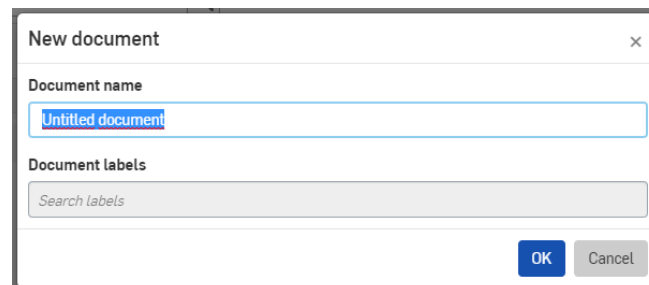 New document
×
Document name
Untitled document
Document labels
Search labels
OK Cancel